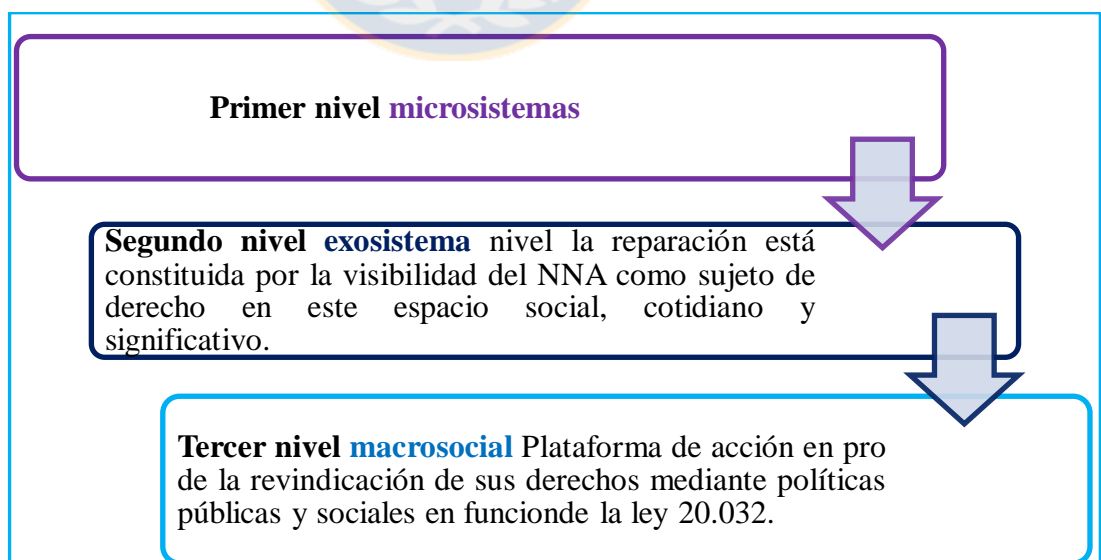 Primer nivel microsistemas
Segundo nivel exosistema nivel la reparación está
constituida por la visibilidad del NNA como sujeto de
derecho en este espacio social, cotidiano y
significativo.
Tercer nivel macrosocial Plataforma de acción en pro
de la revindicación de sus derechos mediante políticas
públicas y sociales en funcionde la ley 20.032.